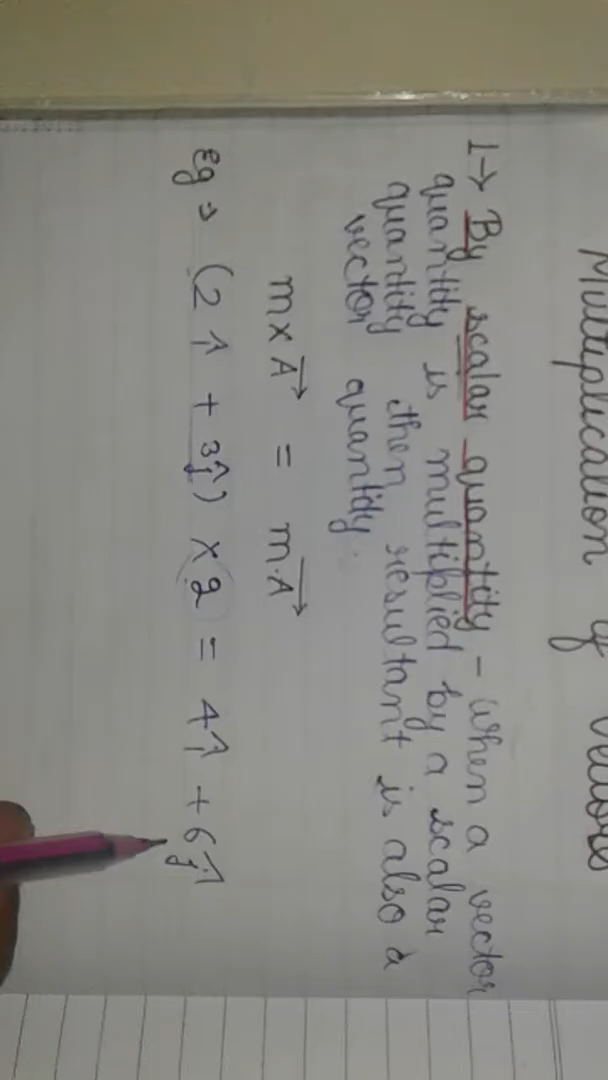 Multiplication of vectors
1→ By scalar quantity - when a vector
quantity is multiplied by a scalar
quantity then resultant is also a
vector quantity.
m×A⃗ = m.A⃗
Eg → (2î + 3ĵ) ×2 = 4î + 6ĵ